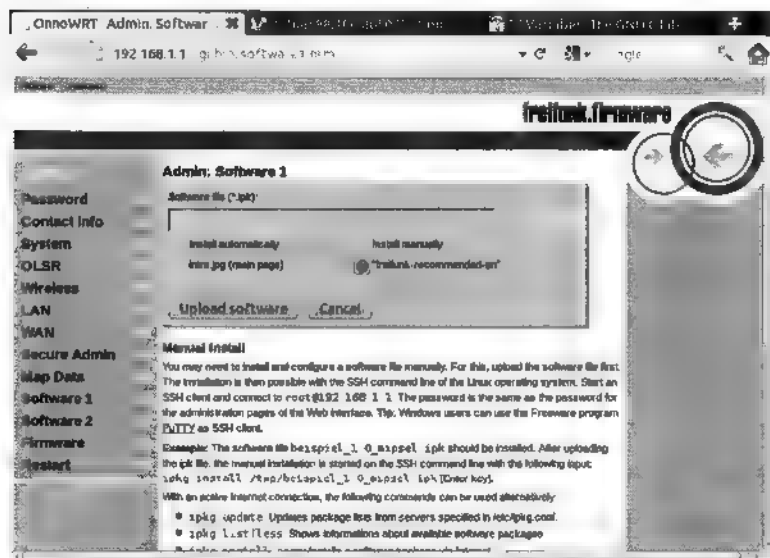 OnnoWRT Admin: Softwar
192.168.1.1
freifunk.firmware
Admin: Software 1
Password
Contact Info
System
OLSR
Wireless
LAN
WAN
Secure Admin
Map Data
Software 1
Software 2
Firmware
Restart
Software file (*.ipk):
Install automatically Install manually
intro.jpg (main page) "freifunk-recommended-en"
Upload software Cancel
Manual Install
You may need to install and configure a software file manually. For this, upload the software file first.
The installation is then possible with the SSH command line of the Linux operating system. Start an
SSH client and connect to root@192.168.1.1. The password is the same as the password for
the administration pages of the Web interface. Tip: Windows users can use the Freeware program
PuTTY as SSH client.
Example: The software file beispiel_1.0_mipsel.ipk should be installed. After uploading
the ipk file, the manual installation is started on the SSH command line with the following input:
ipkg install /tmp/beispiel_1.0_mipsel.ipk [Enter key].
With an active Internet connection, the following commands can be used alternatively:
ipkg update Updates package lists from servers specified in /etc/ipkg.conf.
ipkg list|less Shows informations about available software packages